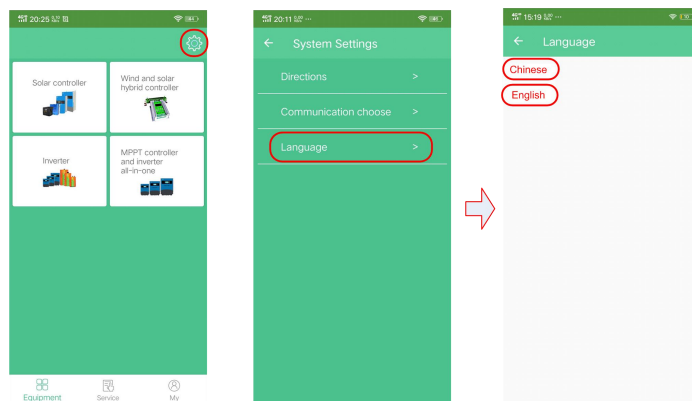 20:25
Solar controller
Wind and solar
hybrid controller
Inverter
MPPT controller
and inverter
all-in-one
Equipment
Service
My
20:11
System Settings
Directions >
Communication choose >
Language >
15:19
Language
Chinese
English